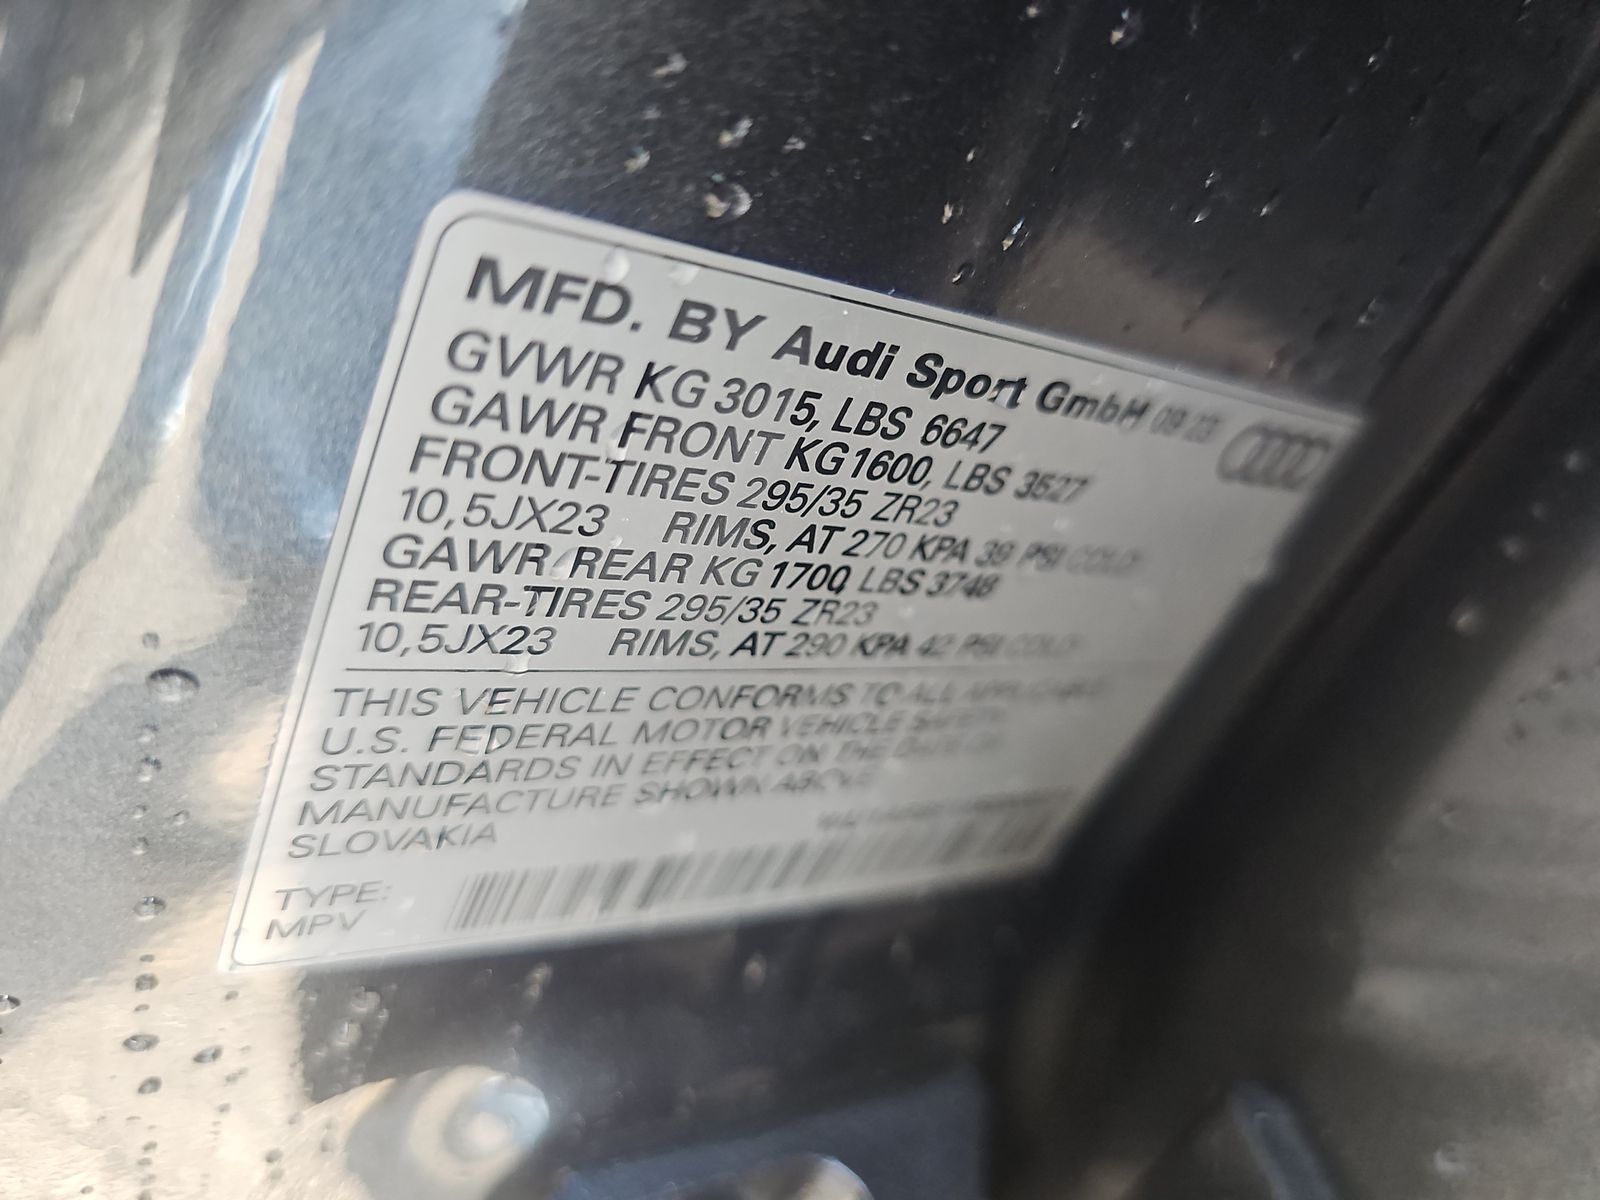 MFD. BY Audi Sport GmbH 09 23
GVWR KG 3015, LBS 6647
GAWR FRONT KG 1600, LBS 3527
FRONT-TIRES 295/35 ZR23
10,5JX23 RIMS, AT 270 KPA 39 PSI COLD
GAWR REAR KG 1700, LBS 3748
REAR-TIRES 295/35 ZR23
10,5JX23 RIMS, AT 290 KPA 42 PSI COLD
THIS VEHICLE CONFORMS TO ALL APPLICABLE
U.S. FEDERAL MOTOR VEHICLE SAFETY
STANDARDS IN EFFECT ON THE DATE OF
MANUFACTURE SHOWN ABOVE
SLOVAKIA
TYPE:
MPV